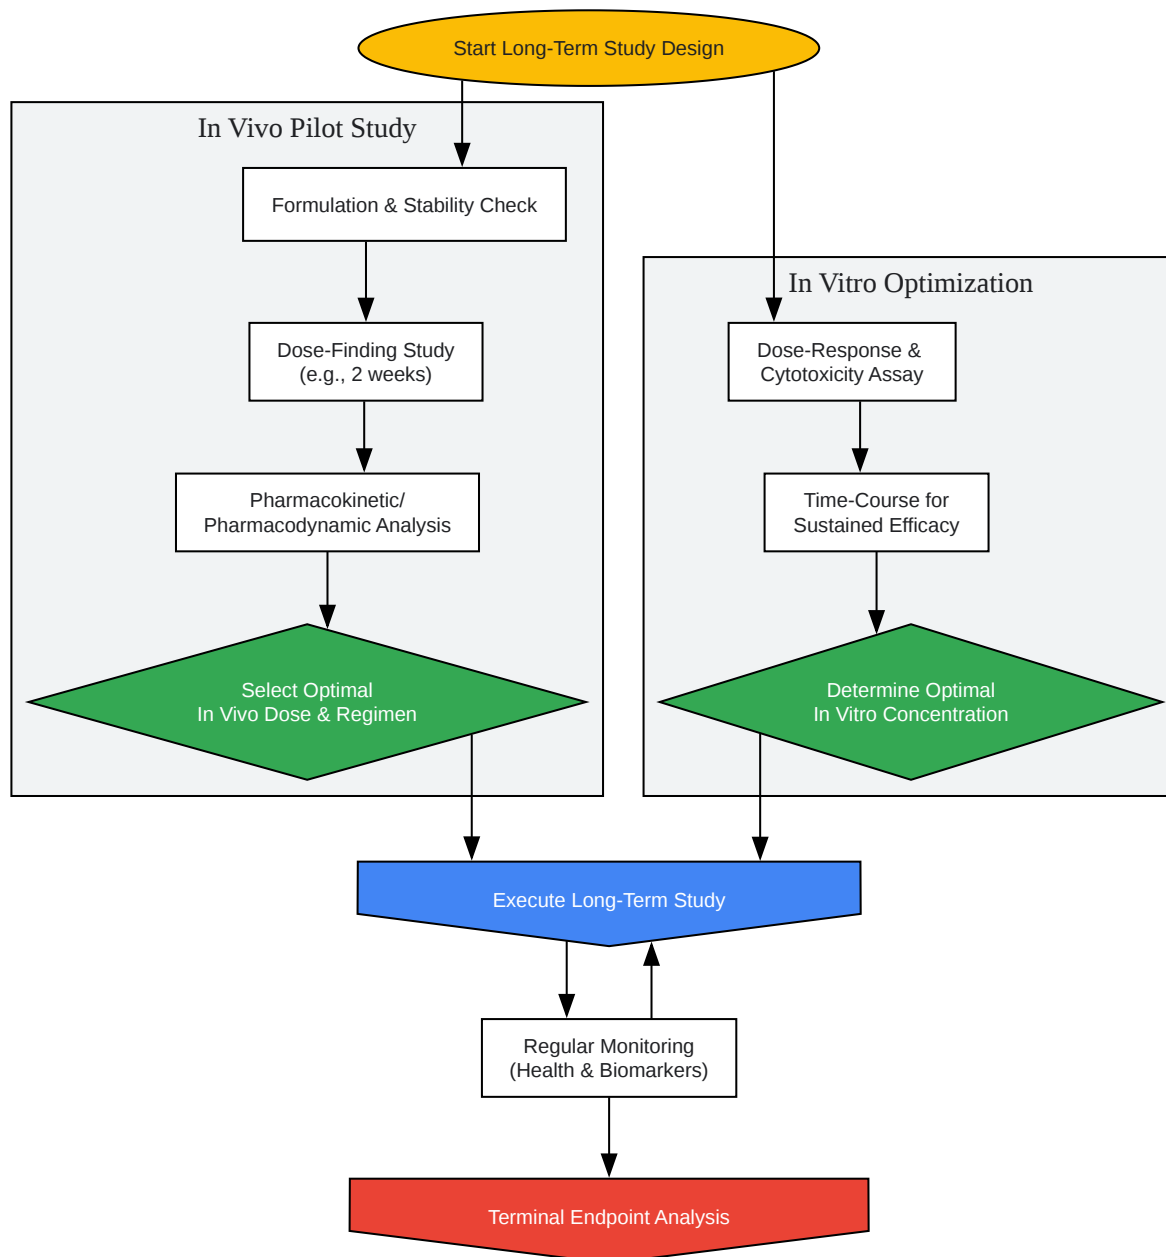 Start Long-Term Study Design
In Vivo Pilot Study
Formulation & Stability Check
Dose-Finding Study
(e.g., 2 weeks)
Pharmacokinetic/
Pharmacodynamic Analysis
Select Optimal
In Vivo Dose & Regimen
In Vitro Optimization
Dose-Response &
Cytotoxicity Assay
Time-Course for
Sustained Efficacy
Determine Optimal
In Vitro Concentration
Execute Long-Term Study
Regular Monitoring
(Health & Biomarkers)
Terminal Endpoint Analysis